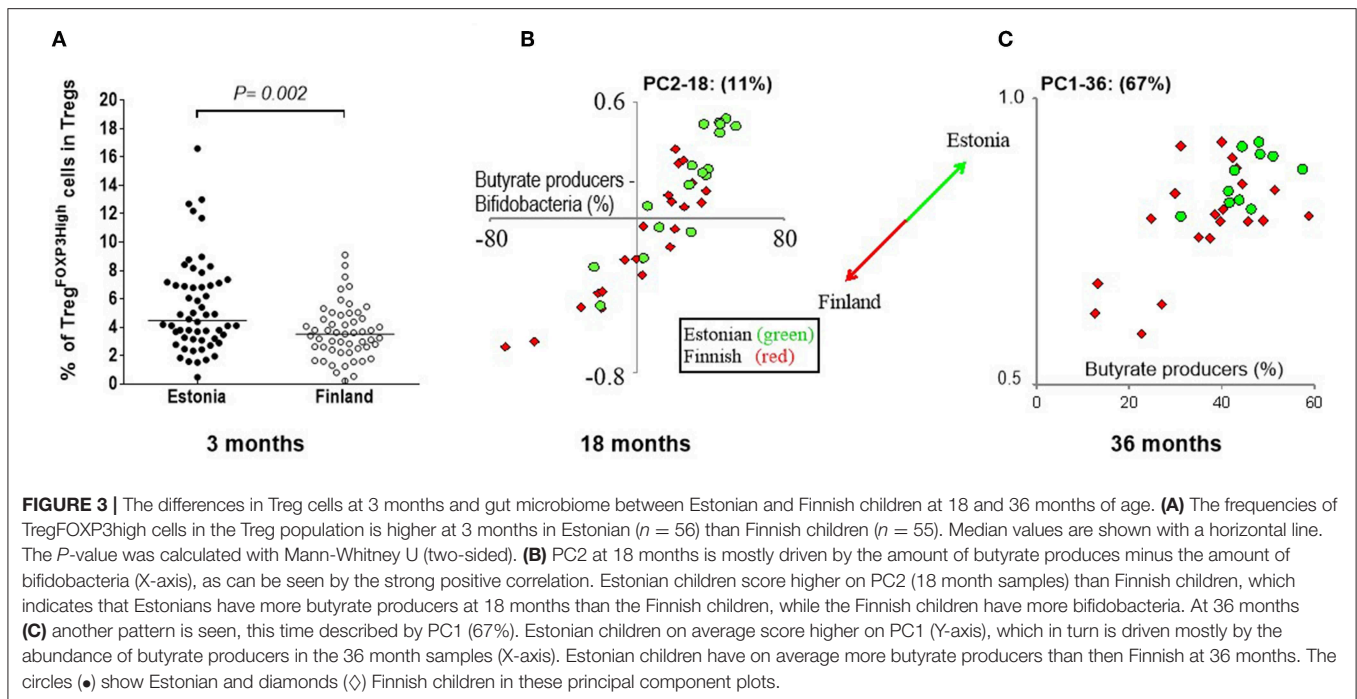 A
P= 0.002
% of Treg^FOXP3High cells in Tregs
20
18
16
14
12
10
8
6
4
2
0
Estonia
Finland
3 months
B
PC2-18: (11%)
0.6
Butyrate producers -
Bifidobacteria (%)
-80
80
-0.8
18 months
Estonia
Finland
Estonian (green)
Finnish (red)
C
PC1-36: (67%)
1.0
0.5
Butyrate producers (%)
0
20
40
60
36 months
FIGURE 3 | The differences in Treg cells at 3 months and gut microbiome between Estonian and Finnish children at 18 and 36 months of age. (A) The frequencies of
TregFOXP3high cells in the Treg population is higher at 3 months in Estonian (n = 56) than Finnish children (n = 55). Median values are shown with a horizontal line.
The P-value was calculated with Mann-Whitney U (two-sided). (B) PC2 at 18 months is mostly driven by the amount of butyrate produces minus the amount of
bifidobacteria (X-axis), as can be seen by the strong positive correlation. Estonian children score higher on PC2 (18 month samples) than Finnish children, which
indicates that Estonians have more butyrate producers at 18 months than the Finnish children, while the Finnish children have more bifidobacteria. At 36 months
(C) another pattern is seen, this time described by PC1 (67%). Estonian children on average score higher on PC1 (Y-axis), which in turn is driven mostly by the
abundance of butyrate producers in the 36 month samples (X-axis). Estonian children have on average more butyrate producers than then Finnish at 36 months. The
circles (●) show Estonian and diamonds (◊) Finnish children in these principal component plots.